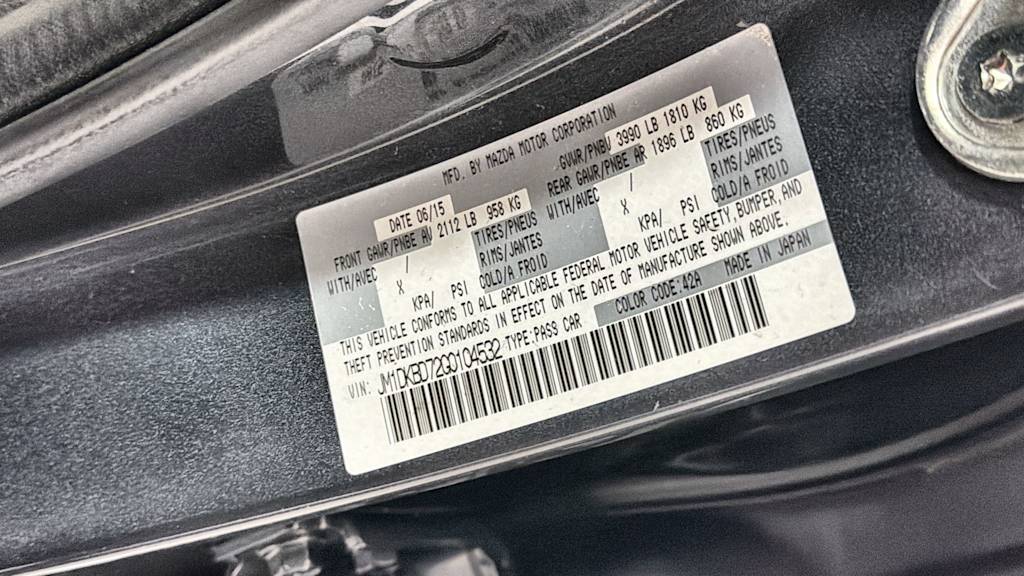 MFD. BY MAZDA MOTOR CORPORATION
DATE 06/15 GVWR/PNBV 3990 LB 1810 KG
FRONT GAWR/PNBE AV 2112 LB 958 KG REAR GAWR/PNBE AR 1896 LB 860 KG
WITH/AVEC / TIRES/PNEUS WITH/AVEC / TIRES/PNEUS
X RIMS/JANTES X RIMS/JANTES
KPA/ PSI COLD/A FROID KPA/ PSI COLD/A FROID
THIS VEHICLE CONFORMS TO ALL APPLICABLE FEDERAL MOTOR VEHICLE SAFETY, BUMPER, AND
THEFT PREVENTION STANDARDS IN EFFECT ON THE DATE OF MANUFACTURE SHOWN ABOVE.
VIN: JM1DKBD72G0104532 TYPE:PASS CAR COLOR CODE:42A MADE IN JAPAN